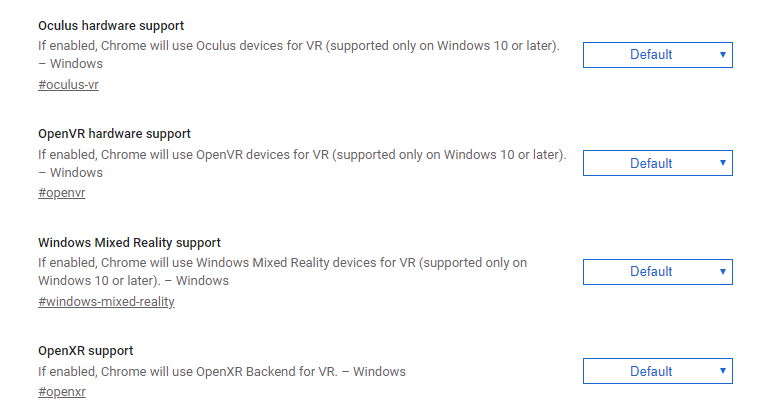 Oculus hardware support
If enabled, Chrome will use Oculus devices for VR (supported only on Windows 10 or later).
– Windows
#oculus-vr
Default
OpenVR hardware support
If enabled, Chrome will use OpenVR devices for VR (supported only on Windows 10 or later).
– Windows
#openvr
Default
Windows Mixed Reality support
If enabled, Chrome will use Windows Mixed Reality devices for VR (supported only on
Windows 10 or later). – Windows
#windows-mixed-reality
Default
OpenXR support
If enabled, Chrome will use OpenXR Backend for VR. – Windows
#openxr
Default